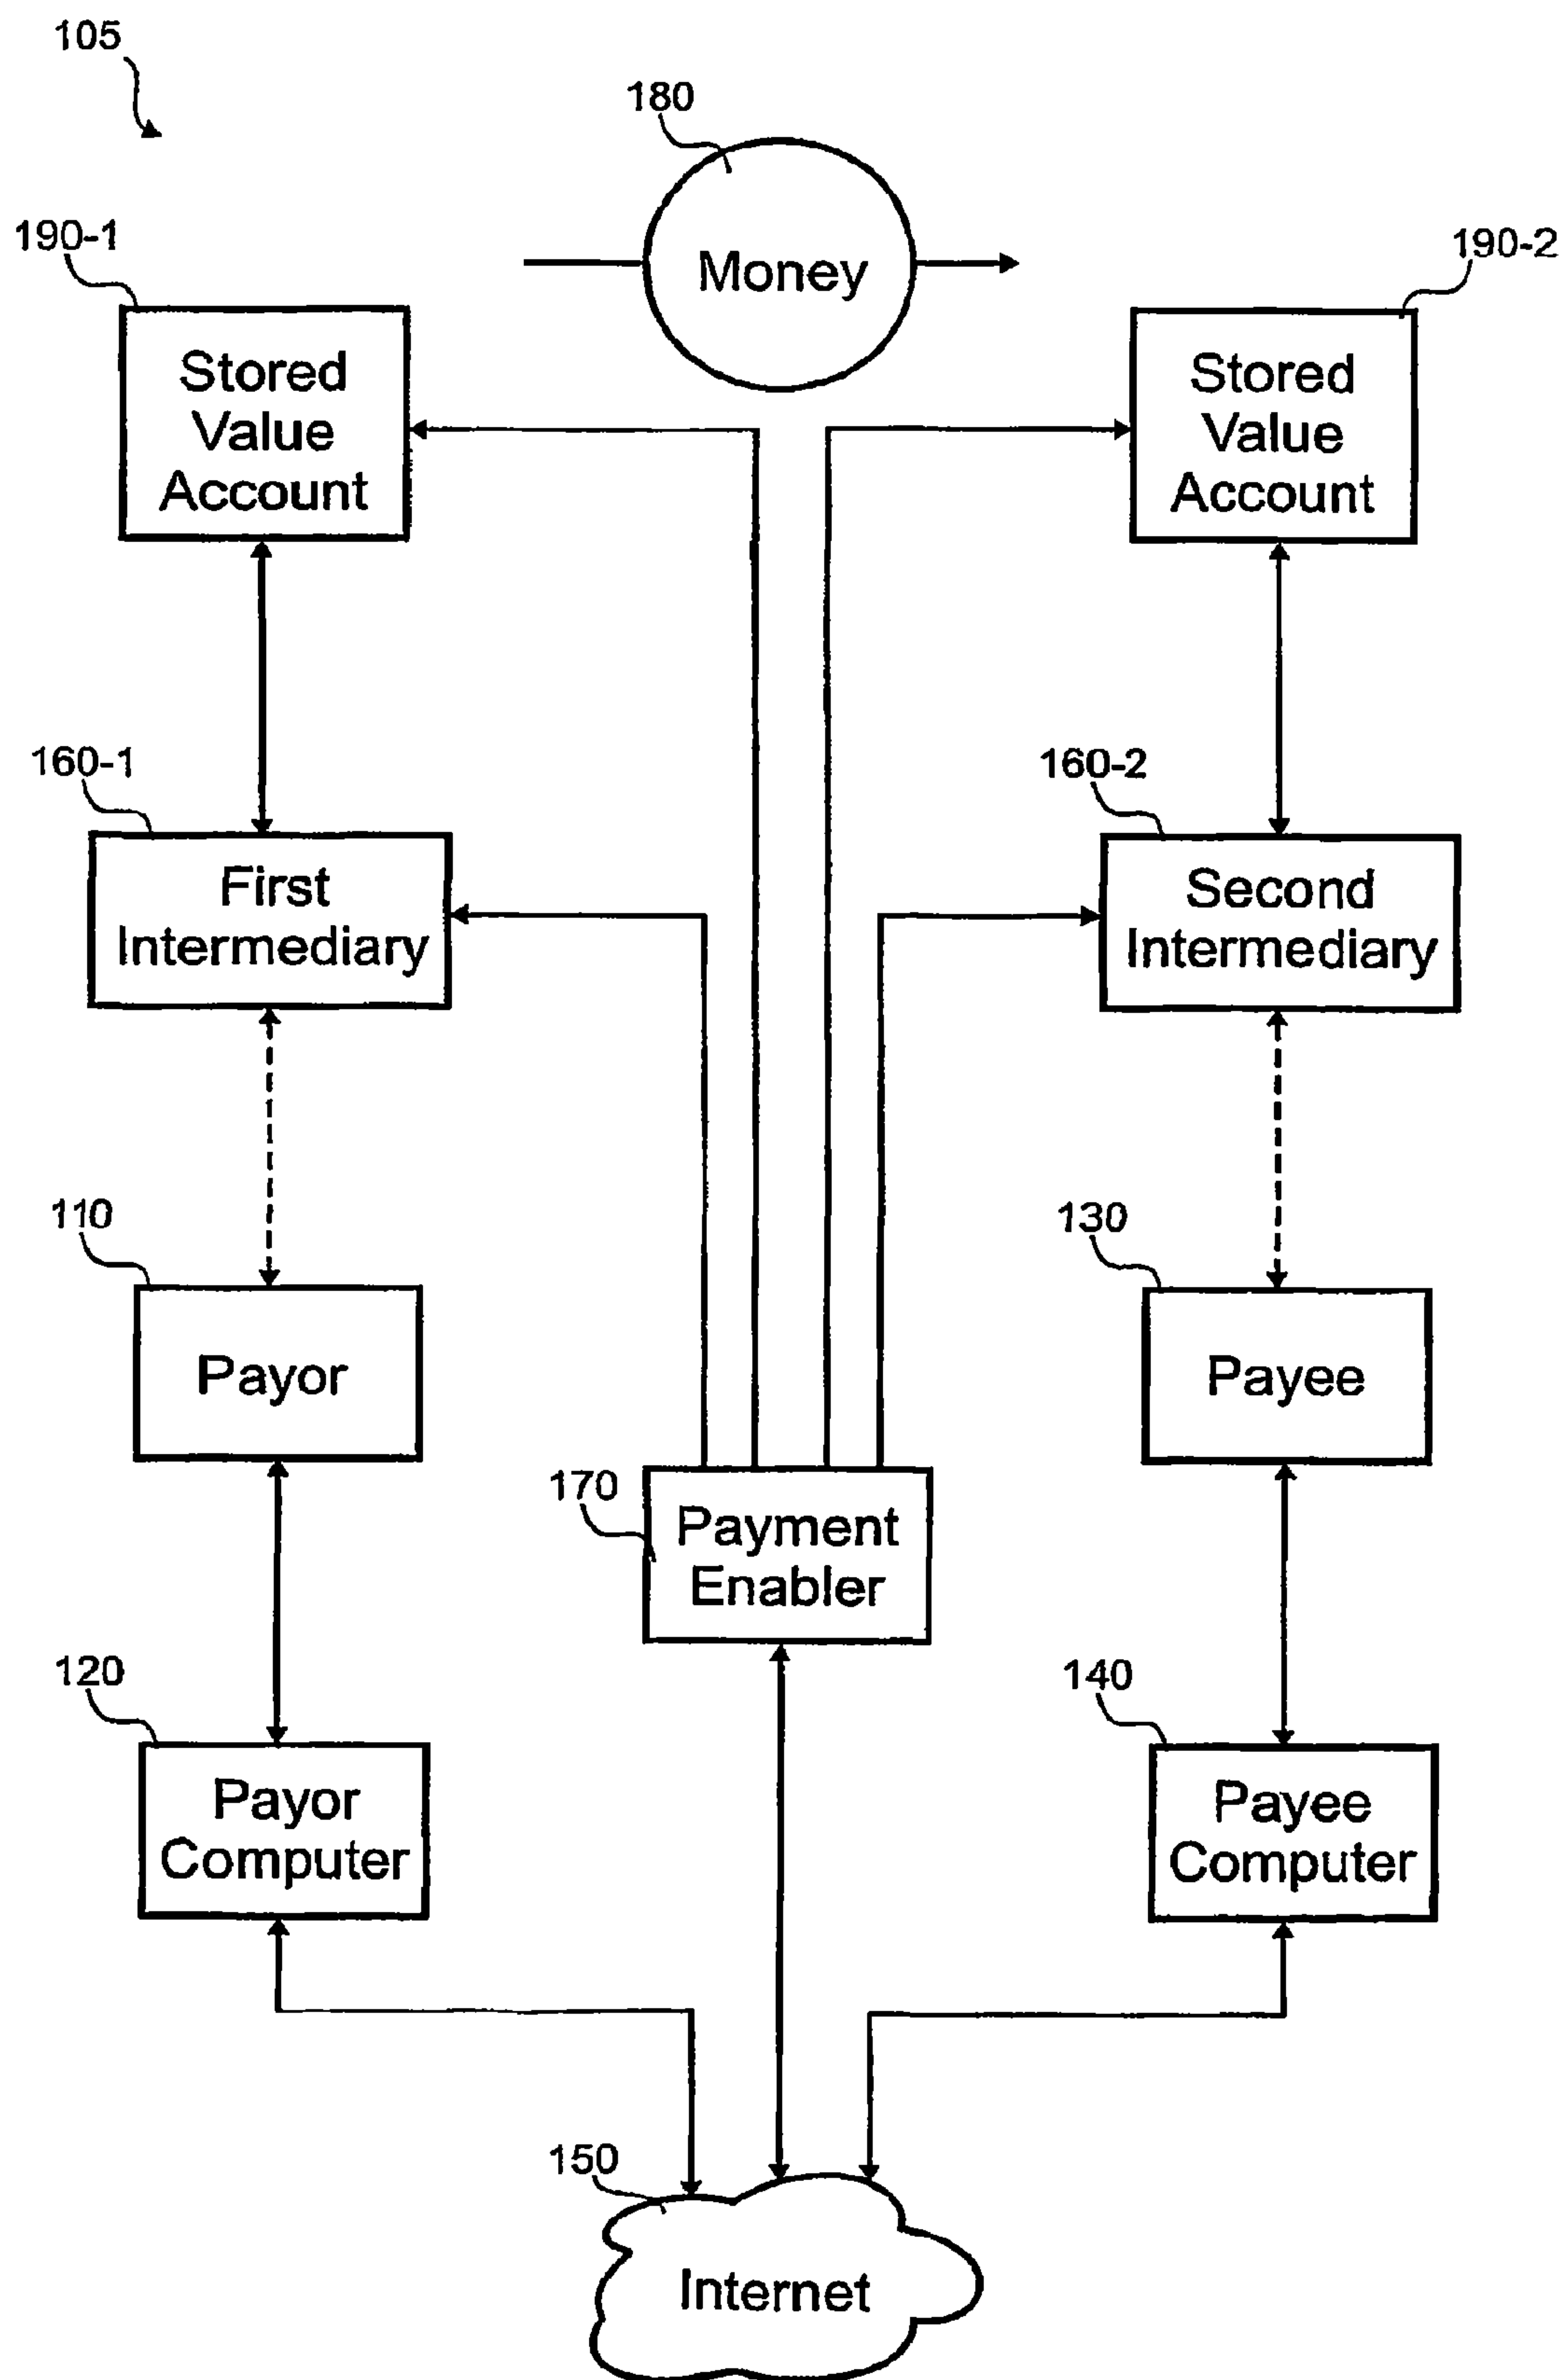 105
180
Money
190-1
190-2
Stored
Value
Account
Stored
Value
Account
160-1
160-2
First
Intermediary
Second
Intermediary
110
130
Payor
Payee
170
Payment
Enabler
120
140
Payor
Computer
Payee
Computer
150
Internet